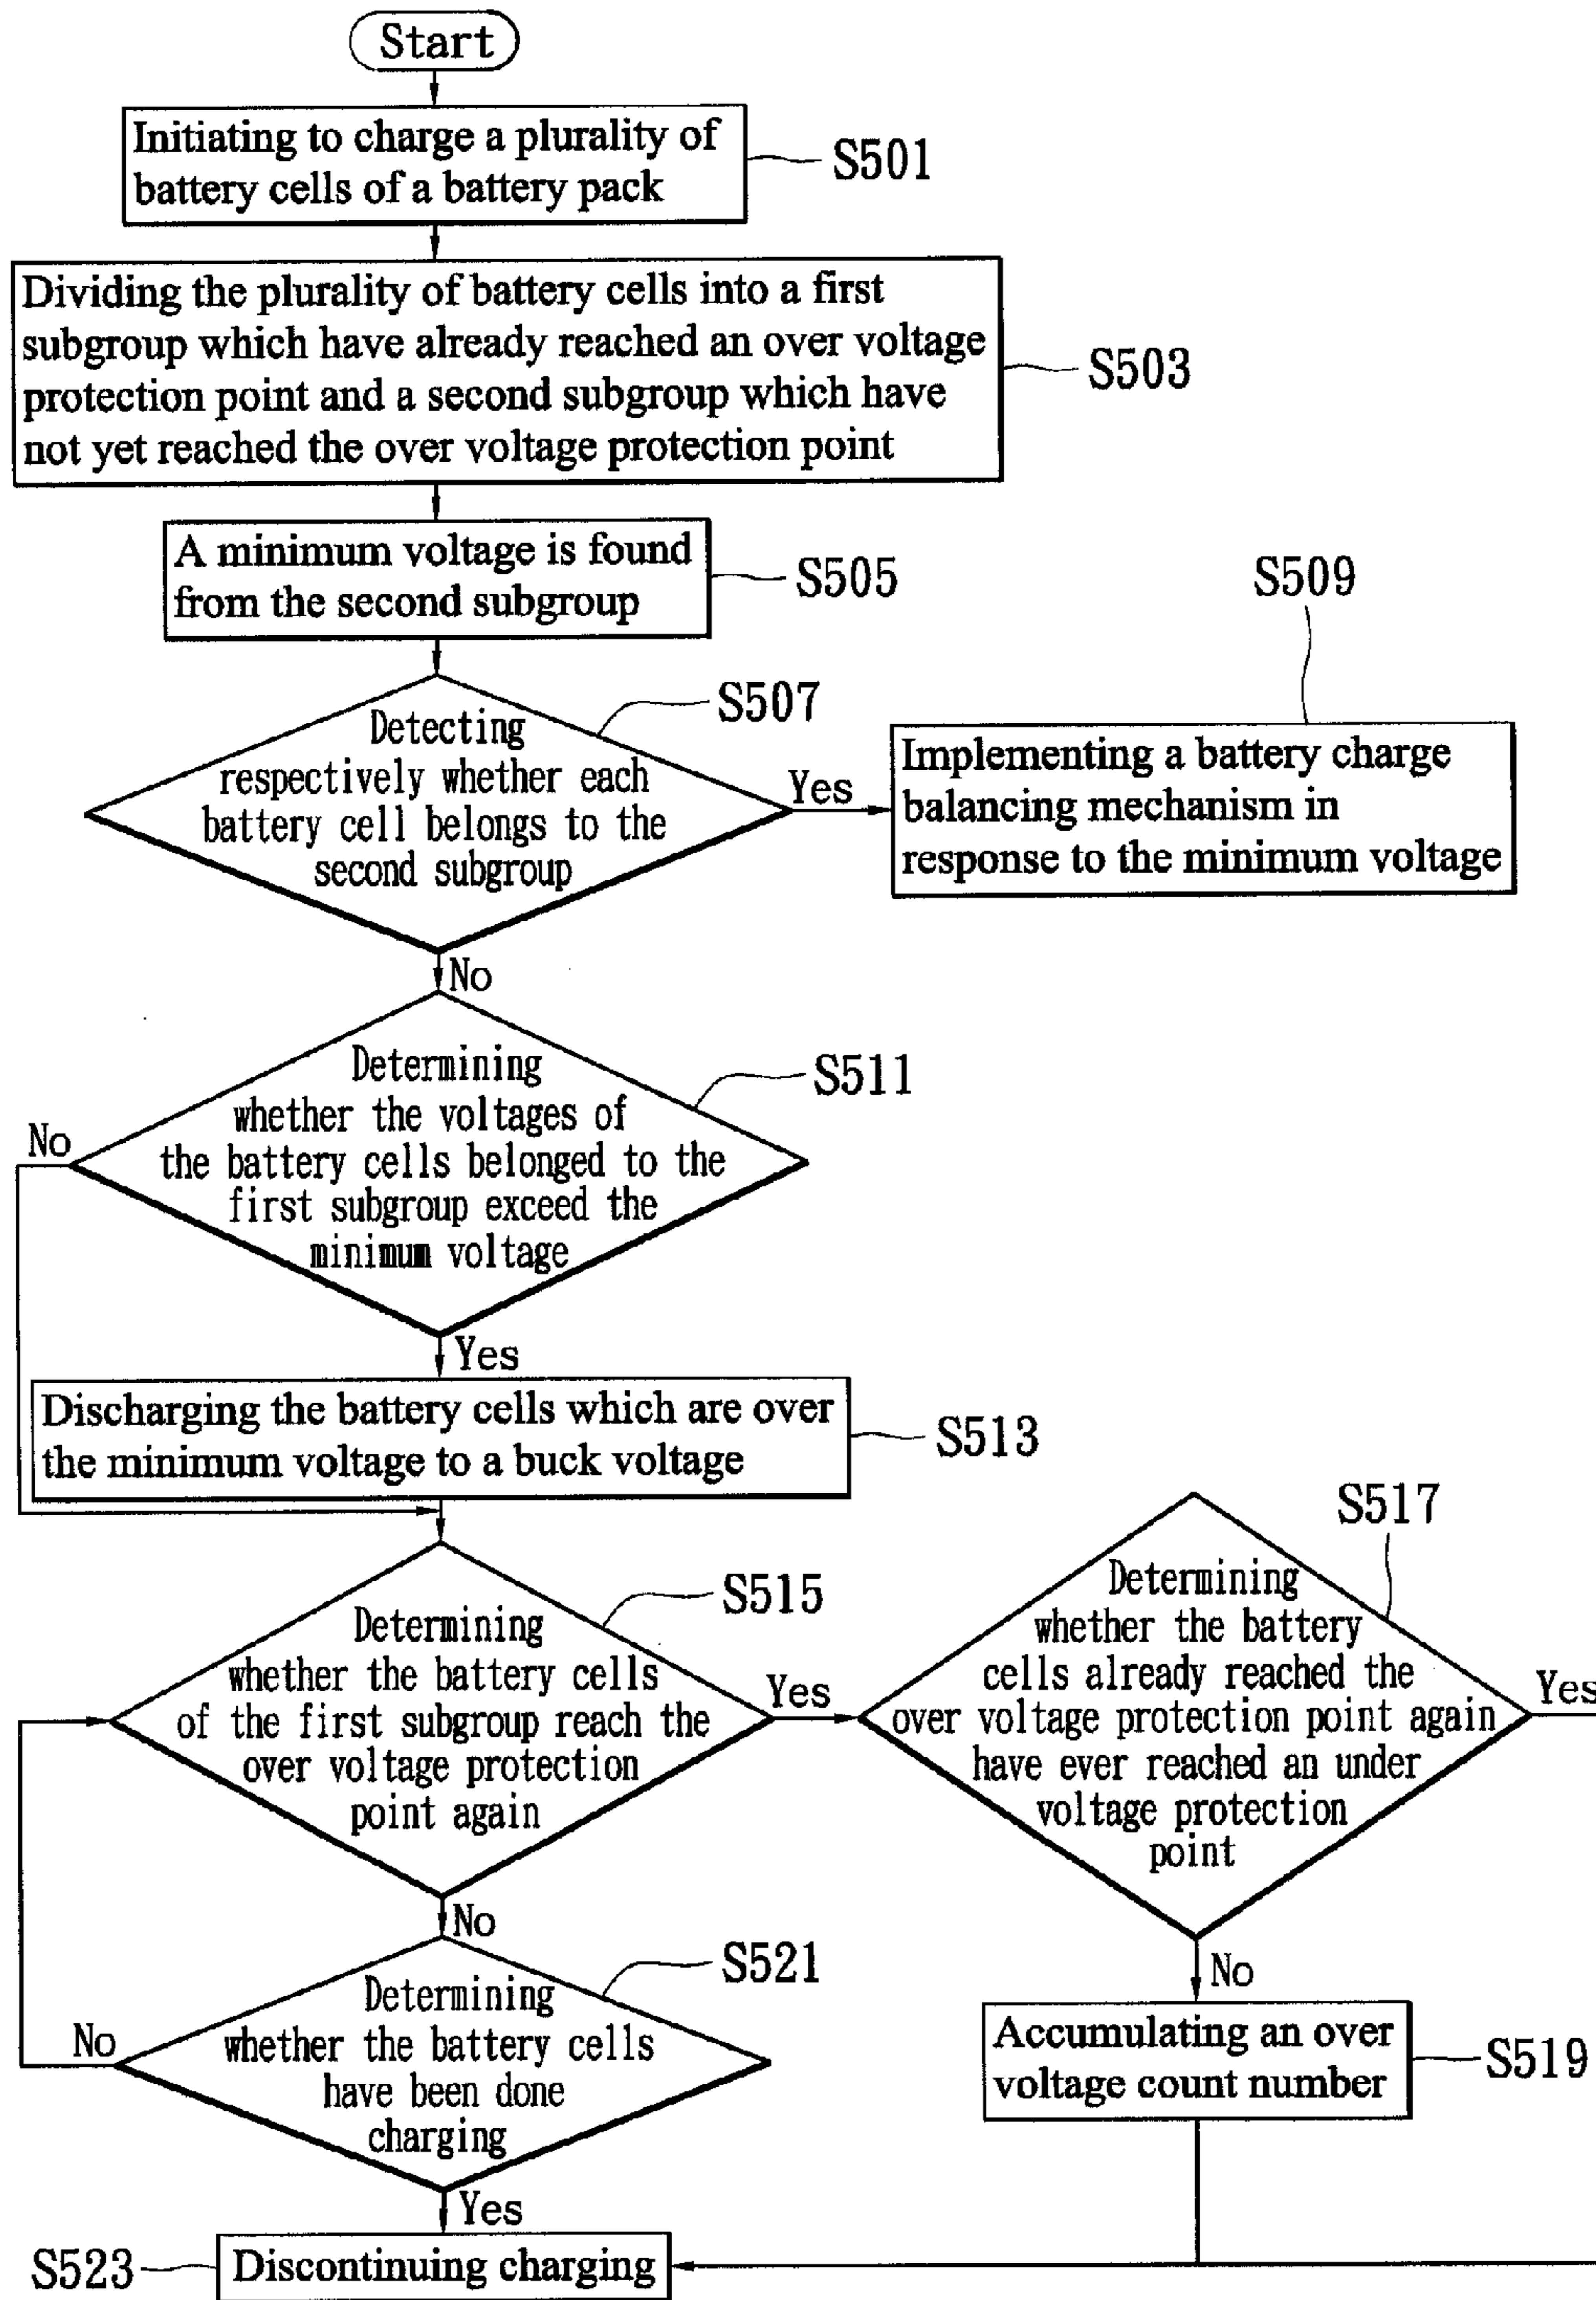 Start
Initiating to charge a plurality of
battery cells of a battery pack
S501
Dividing the plurality of battery cells into a first
subgroup which have already reached an over voltage
protection point and a second subgroup which have
not yet reached the over voltage protection point
S503
A minimum voltage is found
from the second subgroup
S505
S507
Detecting
respectively whether each
battery cell belongs to the
second subgroup
Yes
S509
Implementing a battery charge
balancing mechanism in
response to the minimum voltage
No
S511
Determining
whether the voltages of
the battery cells belonged to the
first subgroup exceed the
minimum voltage
No
Yes
Discharging the battery cells which are over
the minimum voltage to a buck voltage
S513
S515
Determining
whether the battery cells
of the first subgroup reach the
over voltage protection
point again
Yes
S517
Determining
whether the battery
cells already reached the
over voltage protection point again
have ever reached an under
voltage protection
point
Yes
No
No
S521
Determining
whether the battery cells
have been done
charging
No
Accumulating an over
voltage count number
S519
Yes
S523
Discontinuing charging